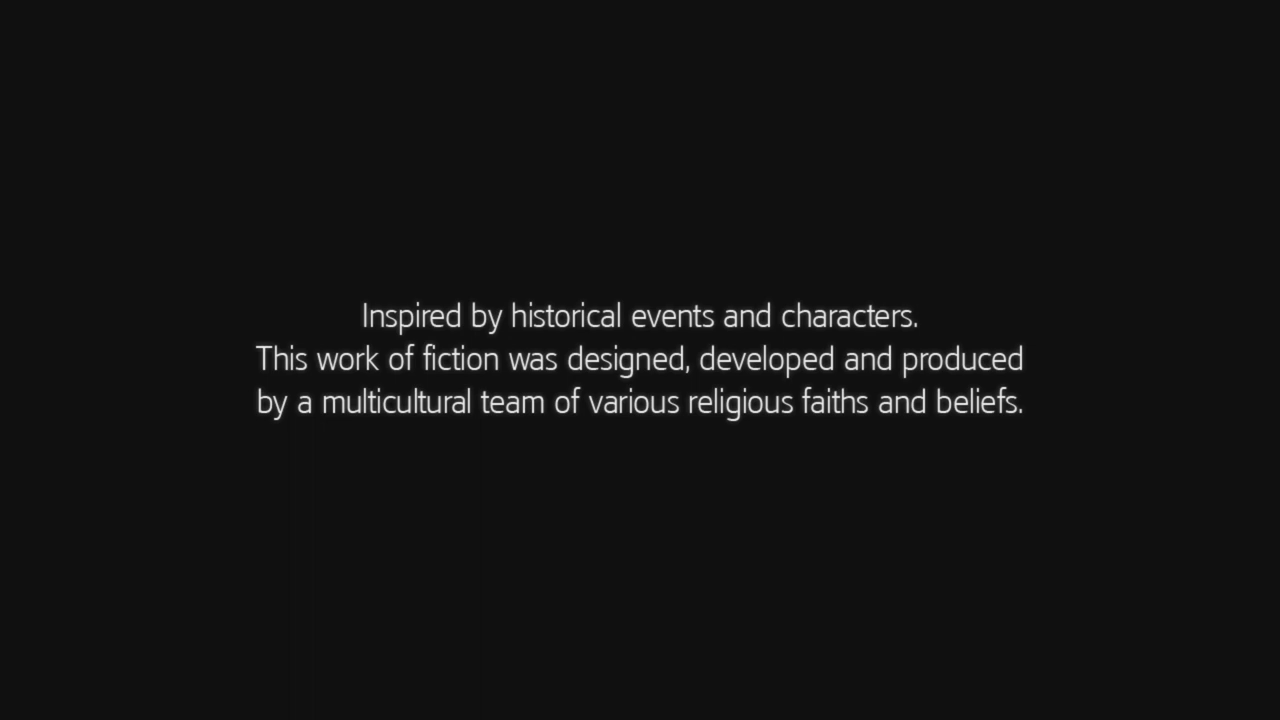 Inspired by historical events and characters.
This work of fiction was designed, developed and produced
by a multicultural team of various religious faiths and beliefs.